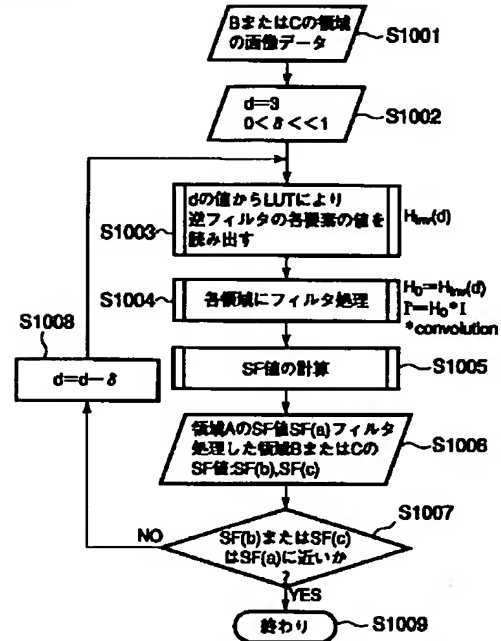 BまたはCの領域
の画像データ
S1001
d=3
0<δ<<1
S1002
dの値からLUTにより
逆フィルタの各要素の値を
読み出す
S1003
Hinv(d)
各領域にフィルタ処理
S1004
H0=Hinv(d)
I'=H0*I
*convolution
S1008
d=d-δ
SF値の計算
S1005
領域AのSF値SF(a)フィルタ
処理した領域BまたはCの
SF値:SF(b),SF(c)
S1006
S1007
SF(b)またはSF(c)
はSF(a)に近いか
?
NO
YES
終わり
S1009